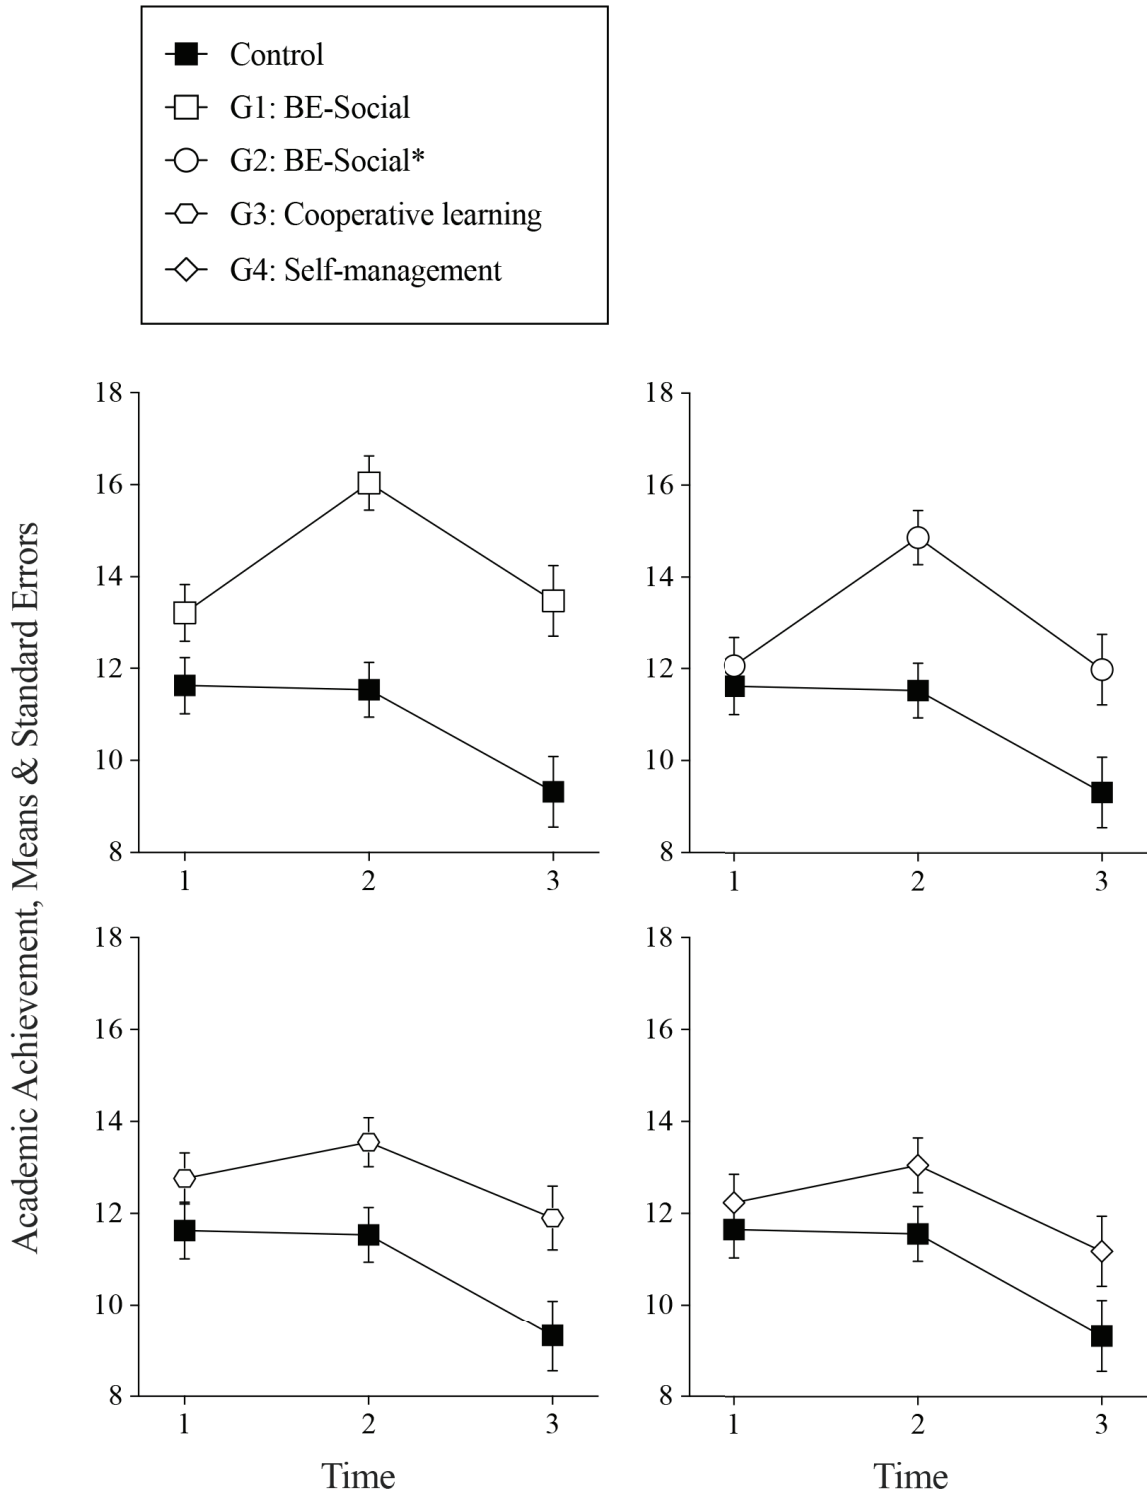 Control
G1: BE-Social
G2: BE-Social*
G3: Cooperative learning
G4: Self-management
Academic Achievement, Means & Standard Errors
18
16
14
12
10
8
1 2 3
18
16
14
12
10
8
1 2 3
18
16
14
12
10
8
1 2 3
Time
18
16
14
12
10
8
1 2 3
Time